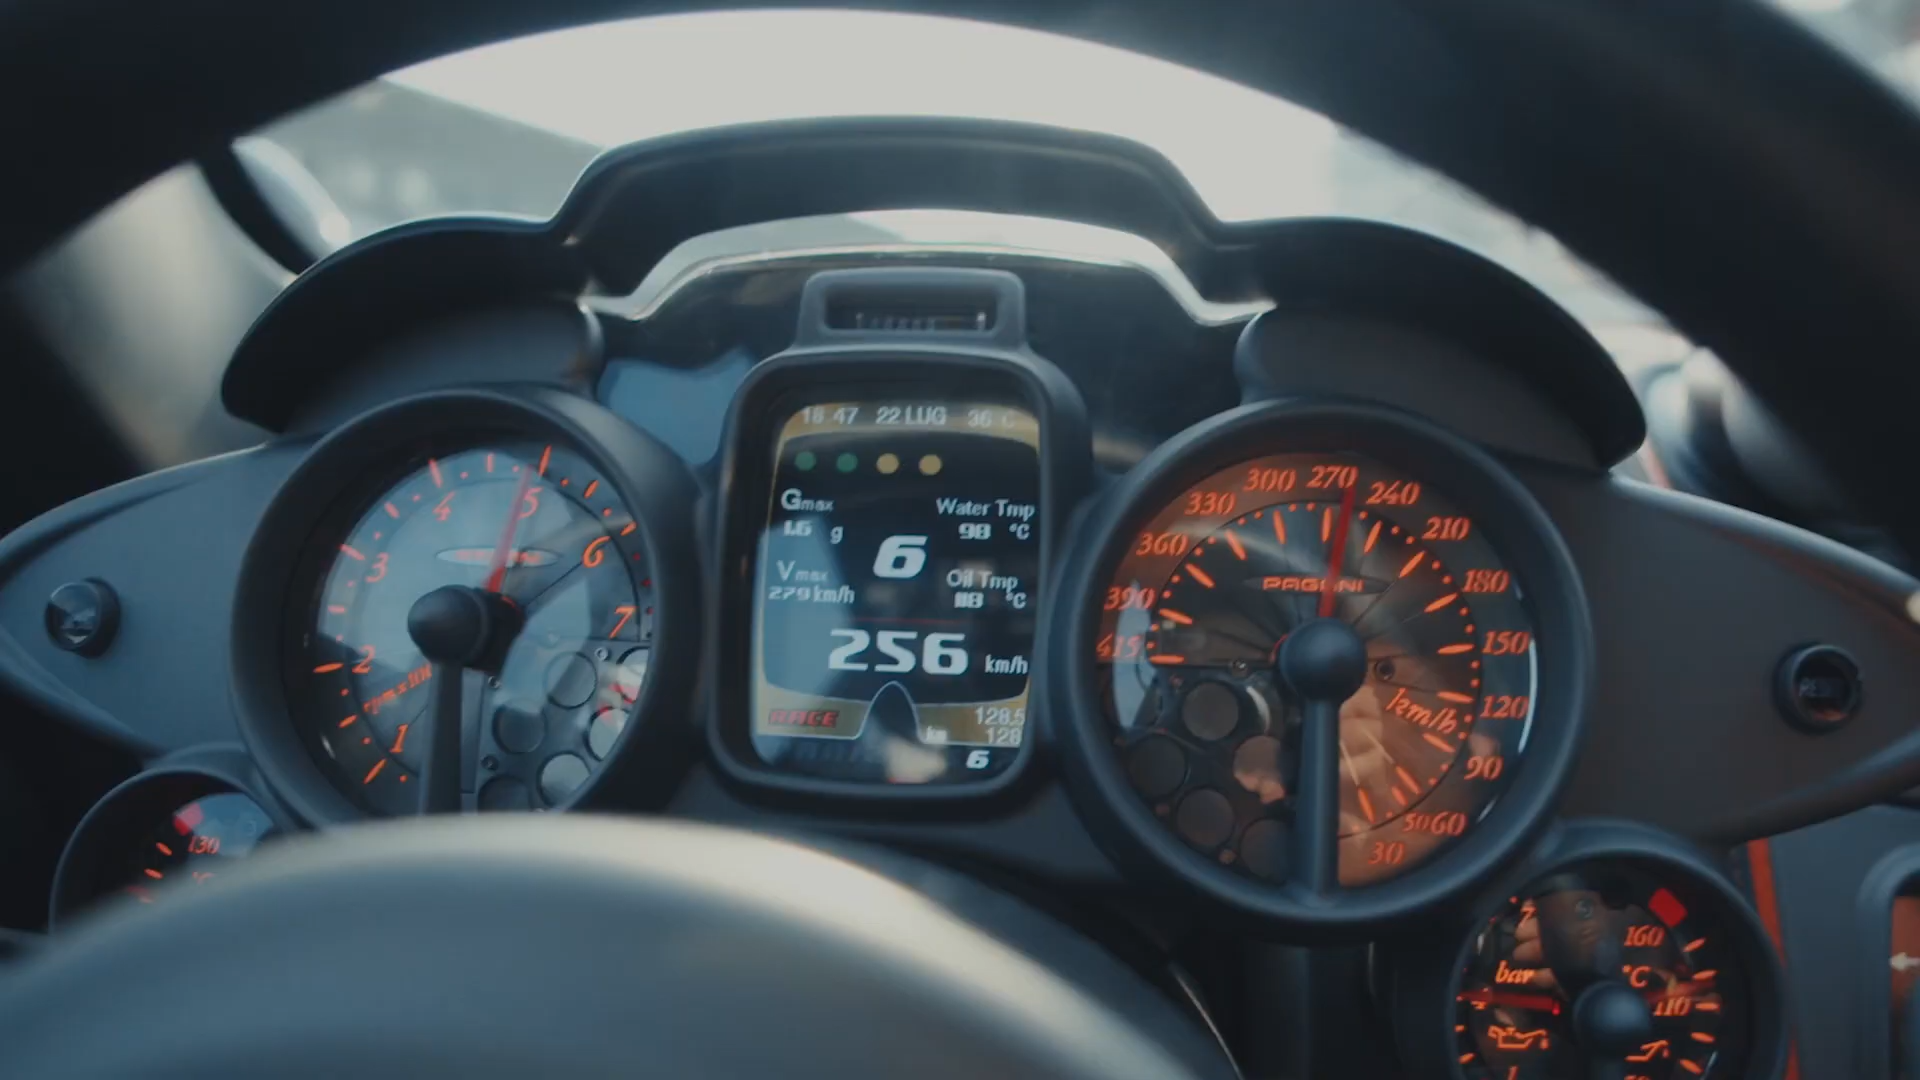 18 47 22 LUG 36 C
Gmax
1.6 g
Water Tmp
98 °C
6
Vmax
279 km/h
Oil Tmp
118 °C
256 km/h
RACE
128.5
km 128
6
1
2
3
4
5
6
7
PAGANI
30
50
60
90
120
150
180
210
240
270
300
330
360
390
415
km/h
130
bar
1
160
°C
110